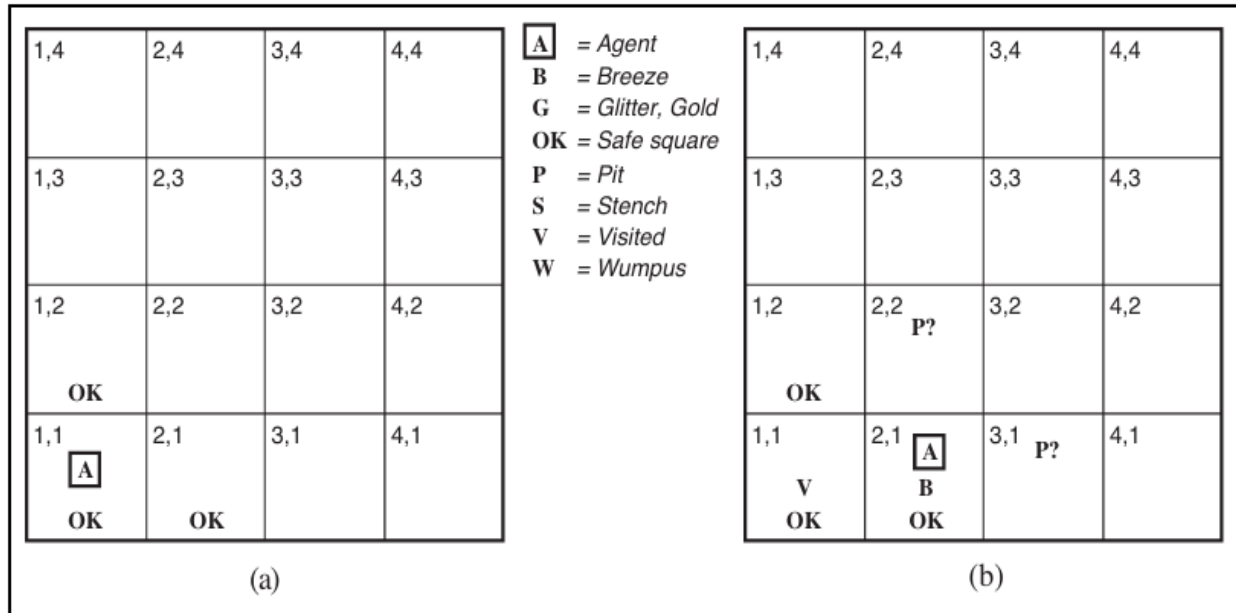 1,4 2,4 3,4 4,4
1,3 2,3 3,3 4,3
1,2 2,2 3,2 4,2
OK
1,1 2,1 3,1 4,1
A
OK OK
(a)
A = Agent
B = Breeze
G = Glitter, Gold
OK = Safe square
P = Pit
S = Stench
V = Visited
W = Wumpus
1,4 2,4 3,4 4,4
1,3 2,3 3,3 4,3
1,2 2,2 3,2 4,2
P?
OK
1,1 2,1 A 3,1 P? 4,1
V B
OK OK
(b)